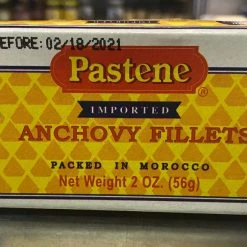 EFORE: 02/18/2021
Pastene
®
IMPORTED
ANCHOVY FILLETS
PACKED IN MOROCCO
Net Weight 2 OZ. (56g)